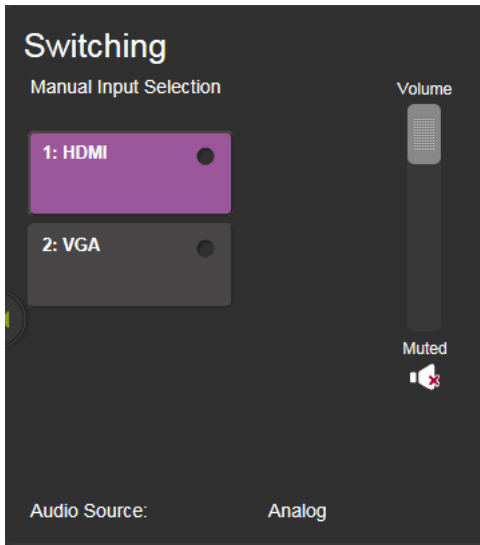 Switching
Manual Input Selection
Volume
1: HDMI
2: VGA
Muted
Audio Source: Analog